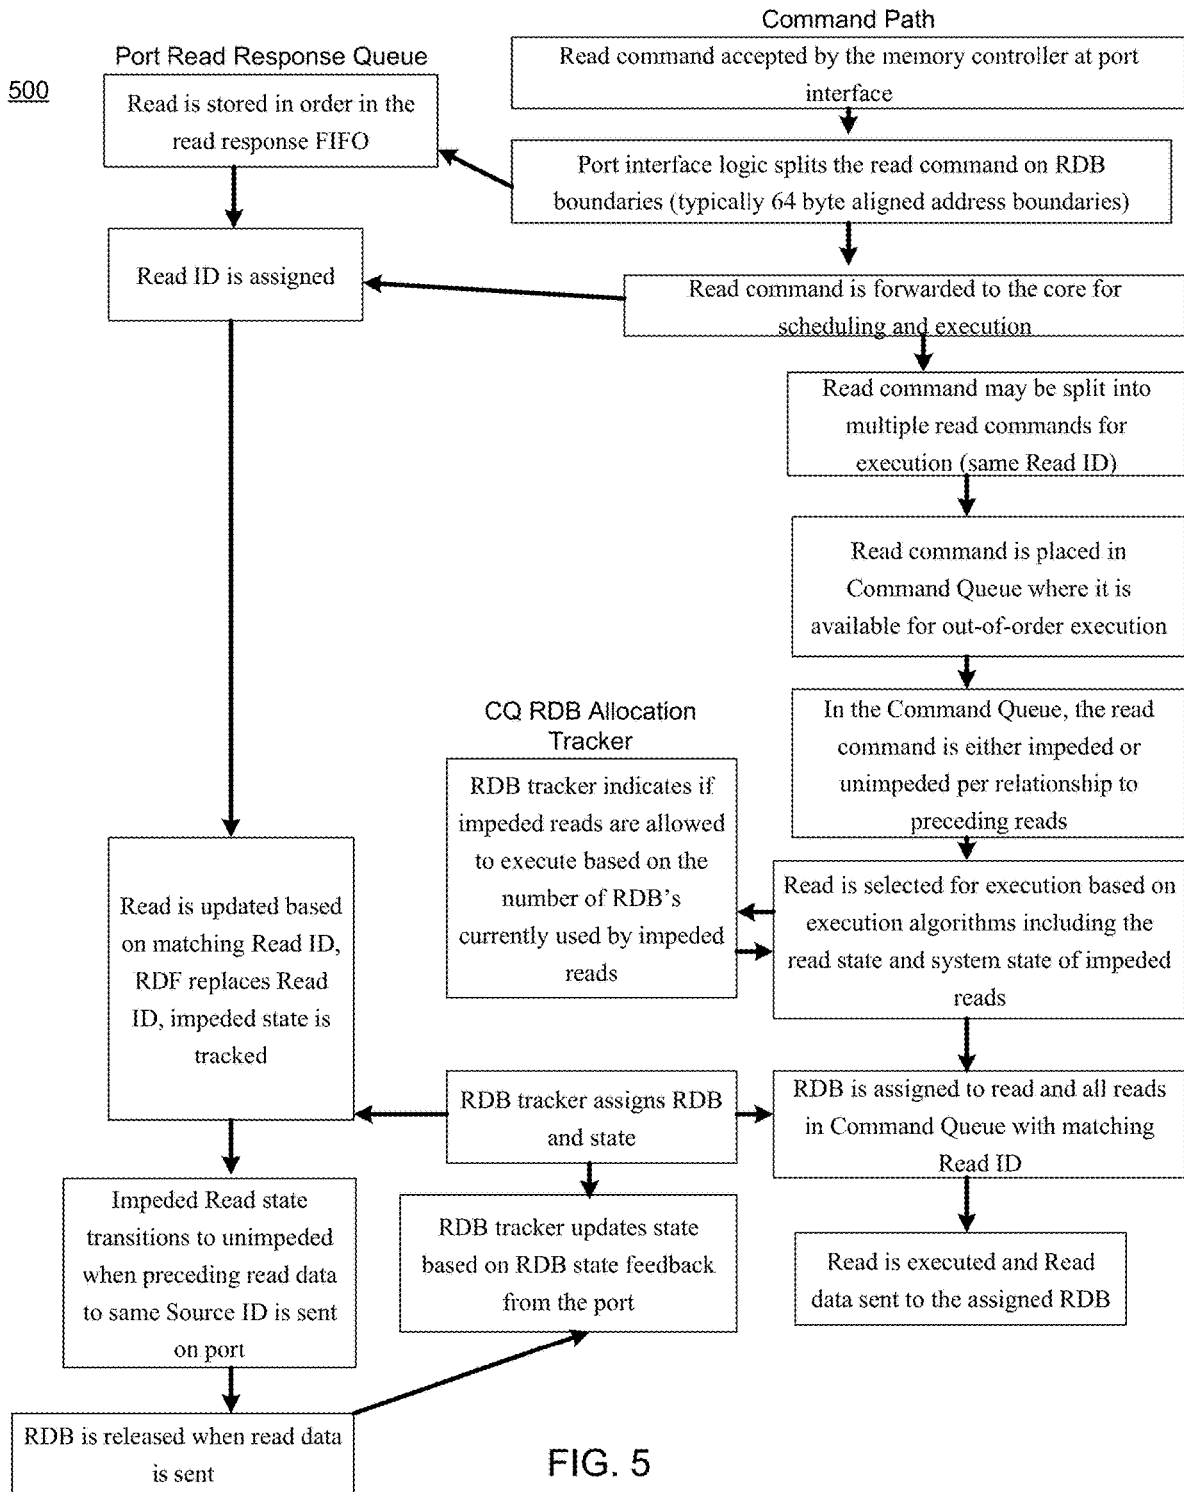 Command Path
Port Read Response Queue
500
Read command accepted by the memory controller at port
interface
Read is stored in order in the
read response FIFO
Port interface logic splits the read command on RDB
boundaries (typically 64 byte aligned address boundaries)
Read ID is assigned
Read command is forwarded to the core for
scheduling and execution
Read command may be split into
multiple read commands for
execution (same Read ID)
Read command is placed in
Command Queue where it is
available for out-of-order execution
In the Command Queue, the read
command is either impeded or
unimpeded per relationship to
preceding reads
CQ RDB Allocation
Tracker
RDB tracker indicates if
impeded reads are allowed
to execute based on the
number of RDB's
currently used by impeded
reads
Read is selected for execution based on
execution algorithms including the
read state and system state of impeded
reads
Read is updated based
on matching Read ID,
RDF replaces Read
ID, impeded state is
tracked
RDB tracker assigns RDB
and state
RDB is assigned to read and all reads
in Command Queue with matching
Read ID
Impeded Read state
transitions to unimpeded
when preceding read data
to same Source ID is sent
on port
RDB tracker updates state
based on RDB state feedback
from the port
Read is executed and Read
data sent to the assigned RDB
RDB is released when read data
is sent
FIG. 5